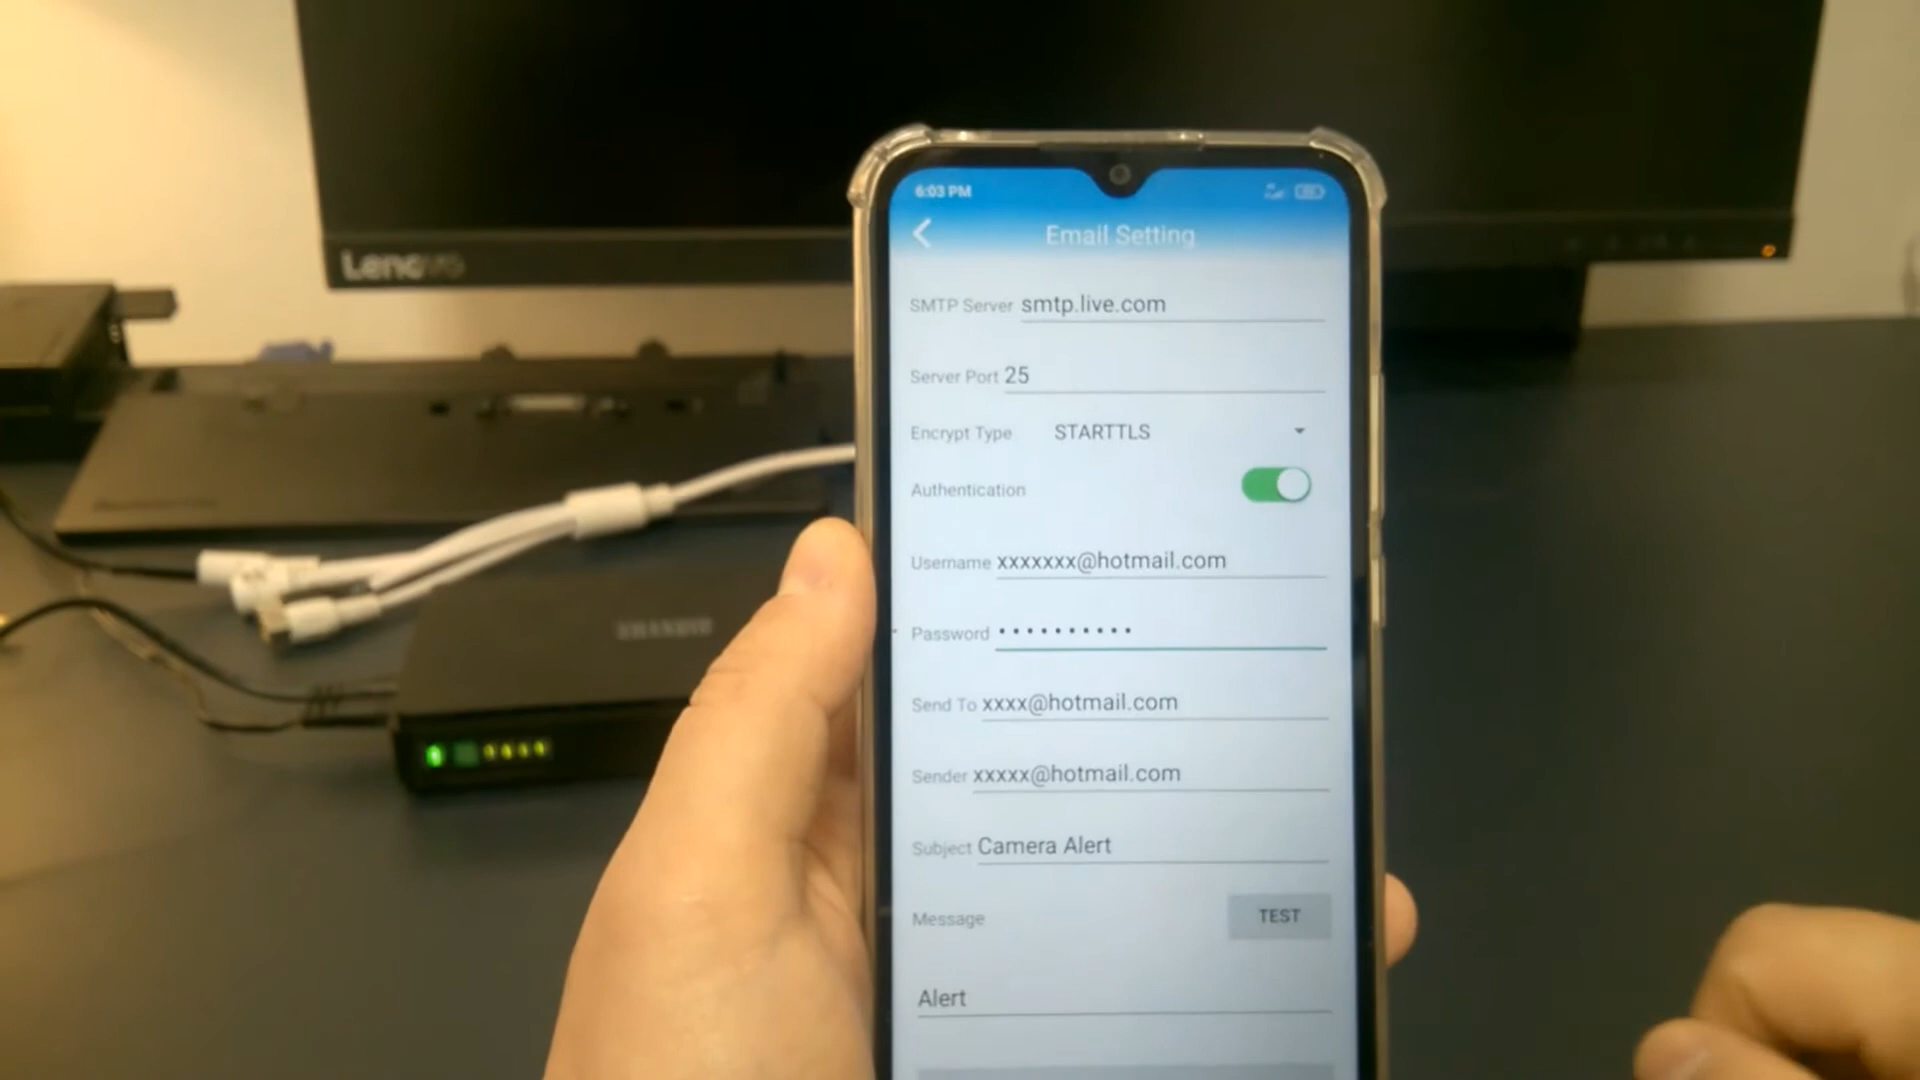 Lenovo
6:03 PM
Email Setting
SMTP Server smtp.live.com
Server Port 25
Encrypt Type STARTTLS
Authentication
Username xxxxxxx@hotmail.com
Password ••••••••••
Send To xxxx@hotmail.com
Sender xxxxx@hotmail.com
Subject Camera Alert
Message TEST
Alert